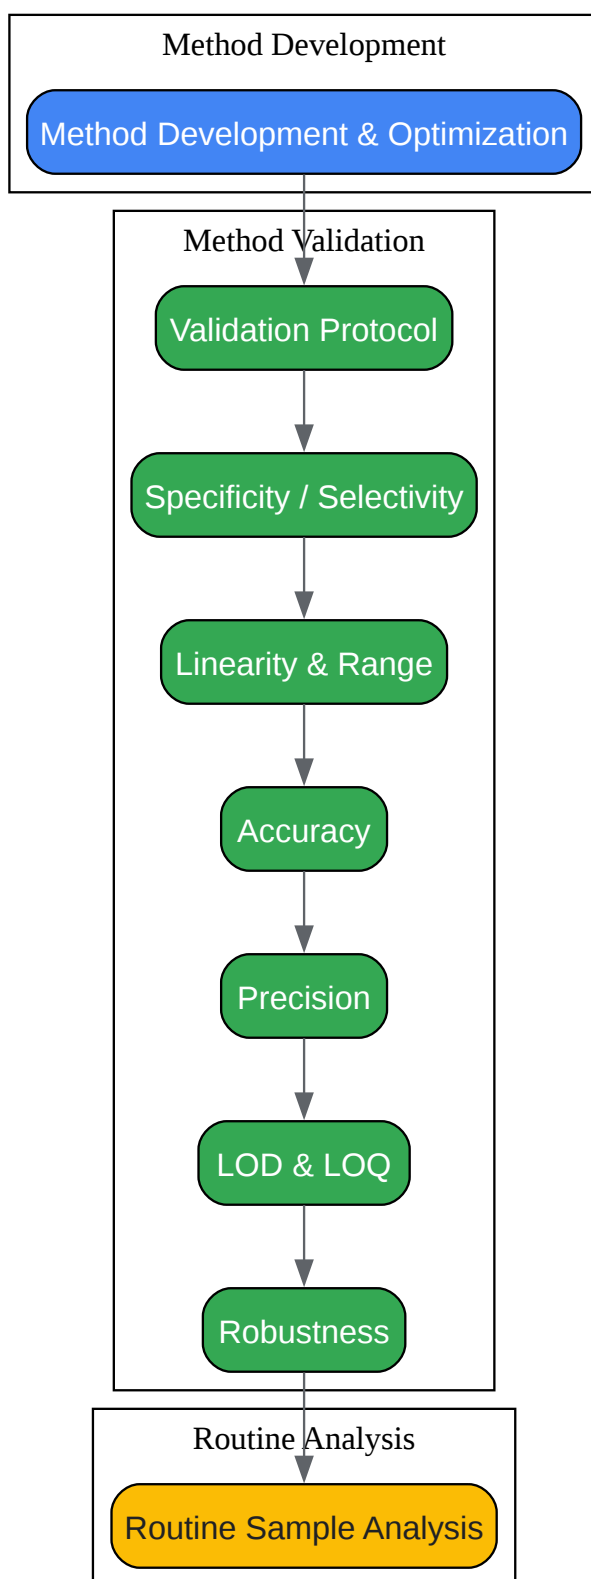 Method Development
Method Development & Optimization
Method Validation
Validation Protocol
Specificity / Selectivity
Linearity & Range
Accuracy
Precision
LOD & LOQ
Robustness
Routine Analysis
Routine Sample Analysis